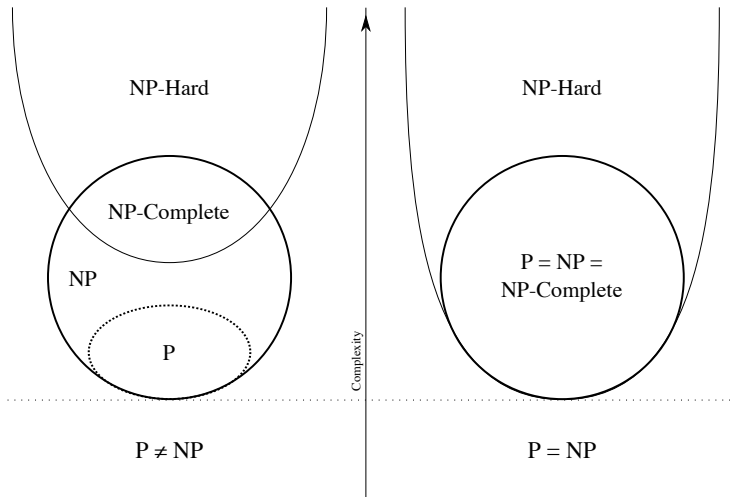 NP-Hard
NP-Complete
NP
P
P ≠ NP
Complexity
NP-Hard
P = NP =
NP-Complete
P = NP